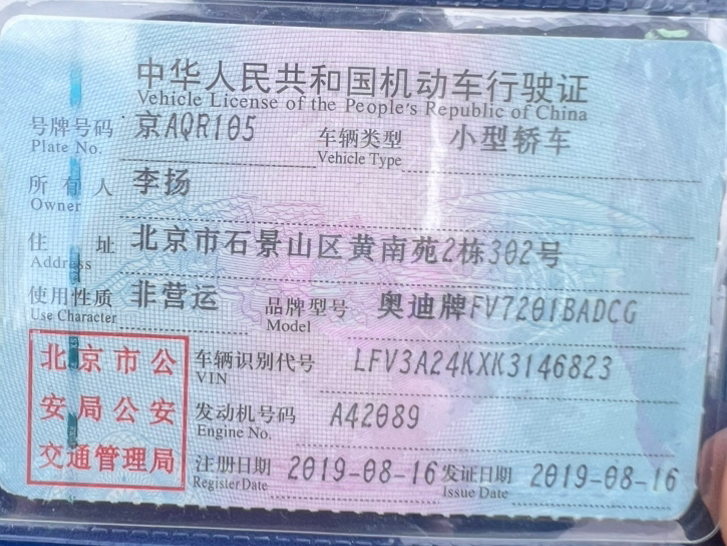 中华人民共和国机动车行驶证
Vehicle License of the People's Republic of China
号牌号码 京AQR105 车辆类型 小型轿车
Plate No. Vehicle Type
所有人 李扬
Owner
住址 北京市石景山区黄南苑2栋302号
Address
使用性质 非营运 品牌型号 奥迪牌FV7201BADCG
Use Character Model
北京市公
安局公安
交通管理局
车辆识别代号 LFV3A24KXK3146823
VIN
发动机号码 A42089
Engine No.
注册日期 2019-08-16 发证日期 2019-08-16
Register Date Issue Date